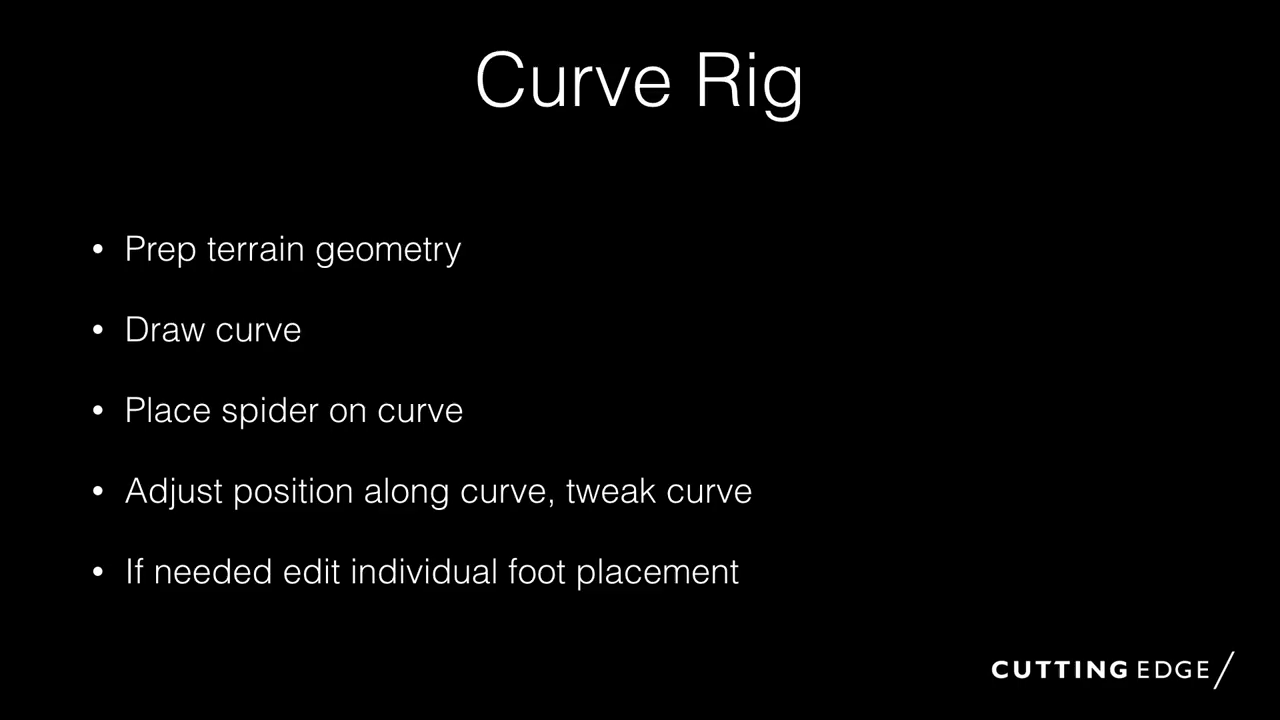 Curve Rig
• Prep terrain geometry
• Draw curve
• Place spider on curve
• Adjust position along curve, tweak curve
• If needed edit individual foot placement
CUTTING EDGE/